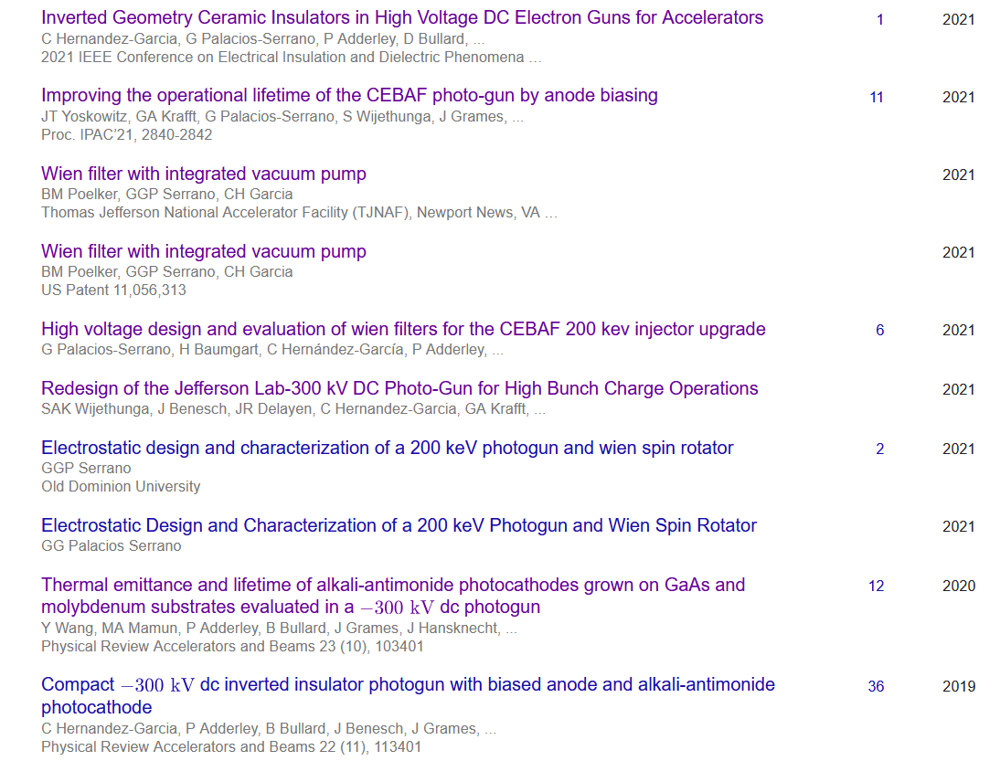 Inverted Geometry Ceramic Insulators in High Voltage DC Electron Guns for Accelerators 1 2021
C Hernandez-Garcia, G Palacios-Serrano, P Adderley, D Bullard, ...
2021 IEEE Conference on Electrical Insulation and Dielectric Phenomena …
Improving the operational lifetime of the CEBAF photo-gun by anode biasing 11 2021
JT Yoskowitz, GA Krafft, G Palacios-Serrano, S Wijethunga, J Grames, ...
Proc. IPAC'21, 2840-2842
Wien filter with integrated vacuum pump 2021
BM Poelker, GGP Serrano, CH Garcia
Thomas Jefferson National Accelerator Facility (TJNAF), Newport News, VA …
Wien filter with integrated vacuum pump 2021
BM Poelker, GGP Serrano, CH Garcia
US Patent 11,056,313
High voltage design and evaluation of wien filters for the CEBAF 200 kev injector upgrade 6 2021
G Palacios-Serrano, H Baumgart, C Hernández-García, P Adderley, ...
Redesign of the Jefferson Lab-300 kV DC Photo-Gun for High Bunch Charge Operations 2021
SAK Wijethunga, J Benesch, JR Delayen, C Hernandez-Garcia, GA Krafft, ...
Electrostatic design and characterization of a 200 keV photogun and wien spin rotator 2 2021
GGP Serrano
Old Dominion University
Electrostatic Design and Characterization of a 200 keV Photogun and Wien Spin Rotator 2021
GG Palacios Serrano
Thermal emittance and lifetime of alkali-antimonide photocathodes grown on GaAs and 12 2020
molybdenum substrates evaluated in a −300 kV dc photogun
Y Wang, MA Mamun, P Adderley, B Bullard, J Grames, J Hansknecht, ...
Physical Review Accelerators and Beams 23 (10), 103401
Compact −300 kV dc inverted insulator photogun with biased anode and alkali-antimonide 36 2019
photocathode
C Hernandez-Garcia, P Adderley, B Bullard, J Benesch, J Grames, ...
Physical Review Accelerators and Beams 22 (11), 113401